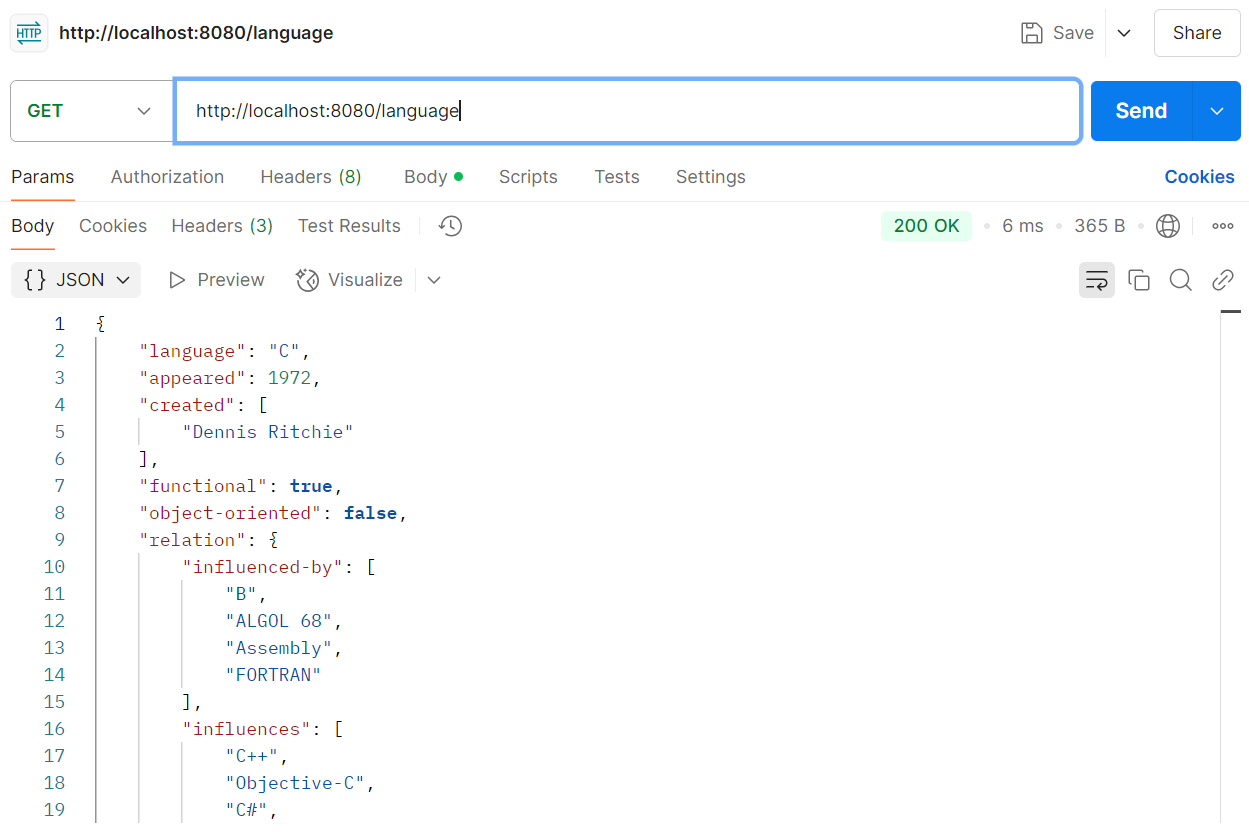 HTTP http://localhost:8080/language Save Share
GET http://localhost:8080/language Send
Params Authorization Headers (8) Body Scripts Tests Settings Cookies
Body Cookies Headers (3) Test Results 200 OK • 6 ms • 365 B •
{} JSON Preview Visualize
1 {
2 "language": "C",
3 "appeared": 1972,
4 "created": [
5 "Dennis Ritchie"
6 ],
7 "functional": true,
8 "object-oriented": false,
9 "relation": {
10 "influenced-by": [
11 "B",
12 "ALGOL 68",
13 "Assembly",
14 "FORTRAN"
15 ],
16 "influences": [
17 "C++",
18 "Objective-C",
19 "C#",